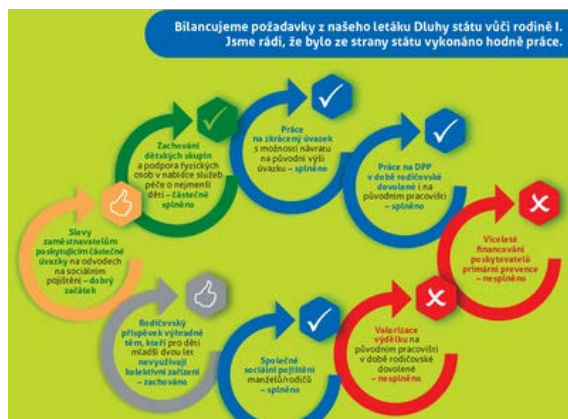 Bilancujeme požadavky z našeho letáku Dluhy státu vůči rodině I.
Jsme rádi, že bylo ze strany státu vykonáno hodně práce.
Zachování
dětských skupin
a podpora fyzických
osob v nabídce služeb
péče o nejmenší
děti – částečně
splněno
Práce
na zkrácený úvazek
s možností návratu
na původní výši
úvazku – splněno
Práce na DPP
v době rodičovské
dovolené i na
původním pracovišti
– splněno
Slevy
zaměstnavatelům
poskytujícím částečné
úvazky na odvodech
na sociálním
pojištění – dobrý
začátek
Víceleté
financování
poskytovatelů
primární prevence
– nesplněno
Rodičovský
příspěvek výhradně
těm, kteří pro děti
mladší dvou let
nevyužívají
kolektivní zařízení
– zachováno
Společné
sociální pojištění
manželů/rodičů
– splněno
Valorizace
výdělku na
původním pracovišti
v době rodičovské
dovolené
– nesplněno